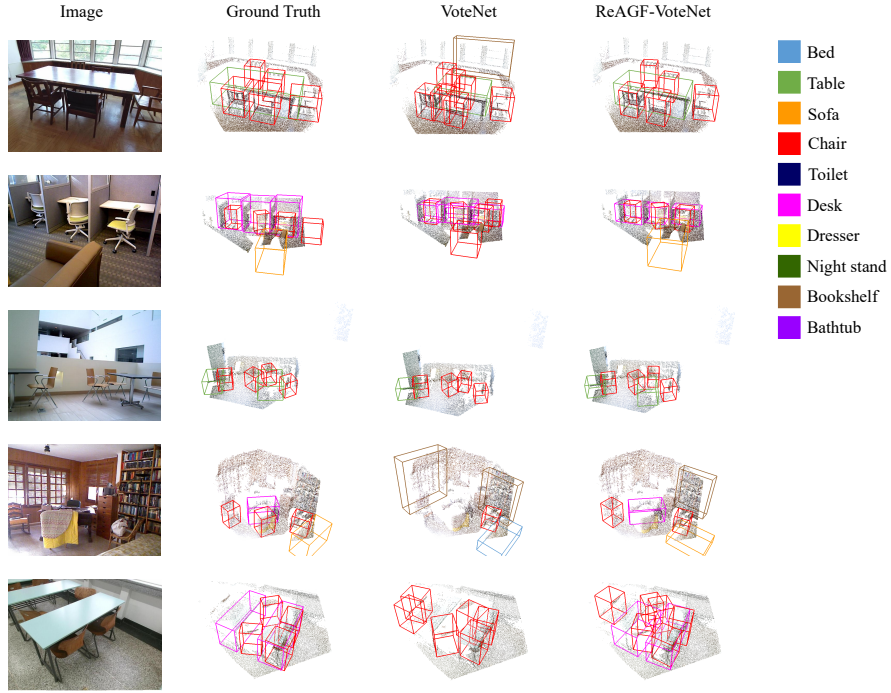 Image
Ground Truth
VoteNet
ReAGF-VoteNet
Bed
Table
Sofa
Chair
Toilet
Desk
Dresser
Night stand
Bookshelf
Bathtub